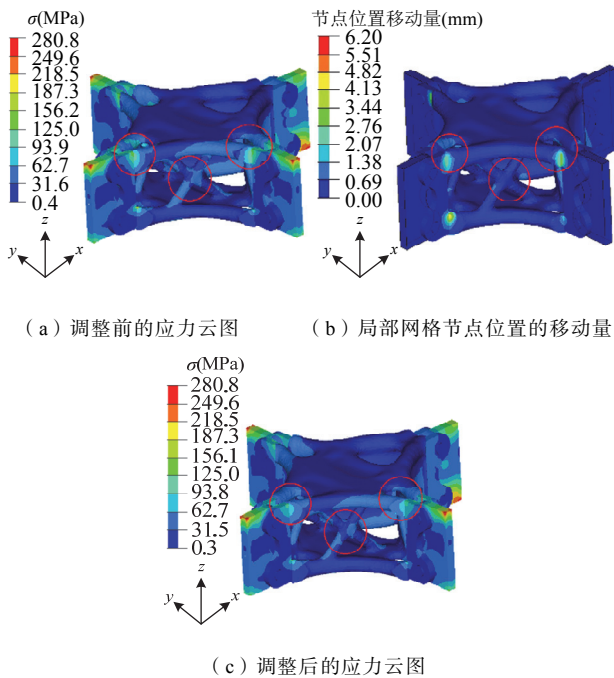 σ(MPa)
280.8
249.6
218.5
187.3
156.2
125.0
93.9
62.7
31.6
0.4
z
y
x
(a)调整前的应力云图
节点位置移动量(mm)
6.20
5.51
4.82
4.13
3.44
2.76
2.07
1.38
0.69
0.00
z
y
x
(b)局部网格节点位置的移动量
σ(MPa)
280.8
249.6
218.5
187.3
156.1
125.0
93.8
62.7
31.5
0.3
z
y
x
(c)调整后的应力云图